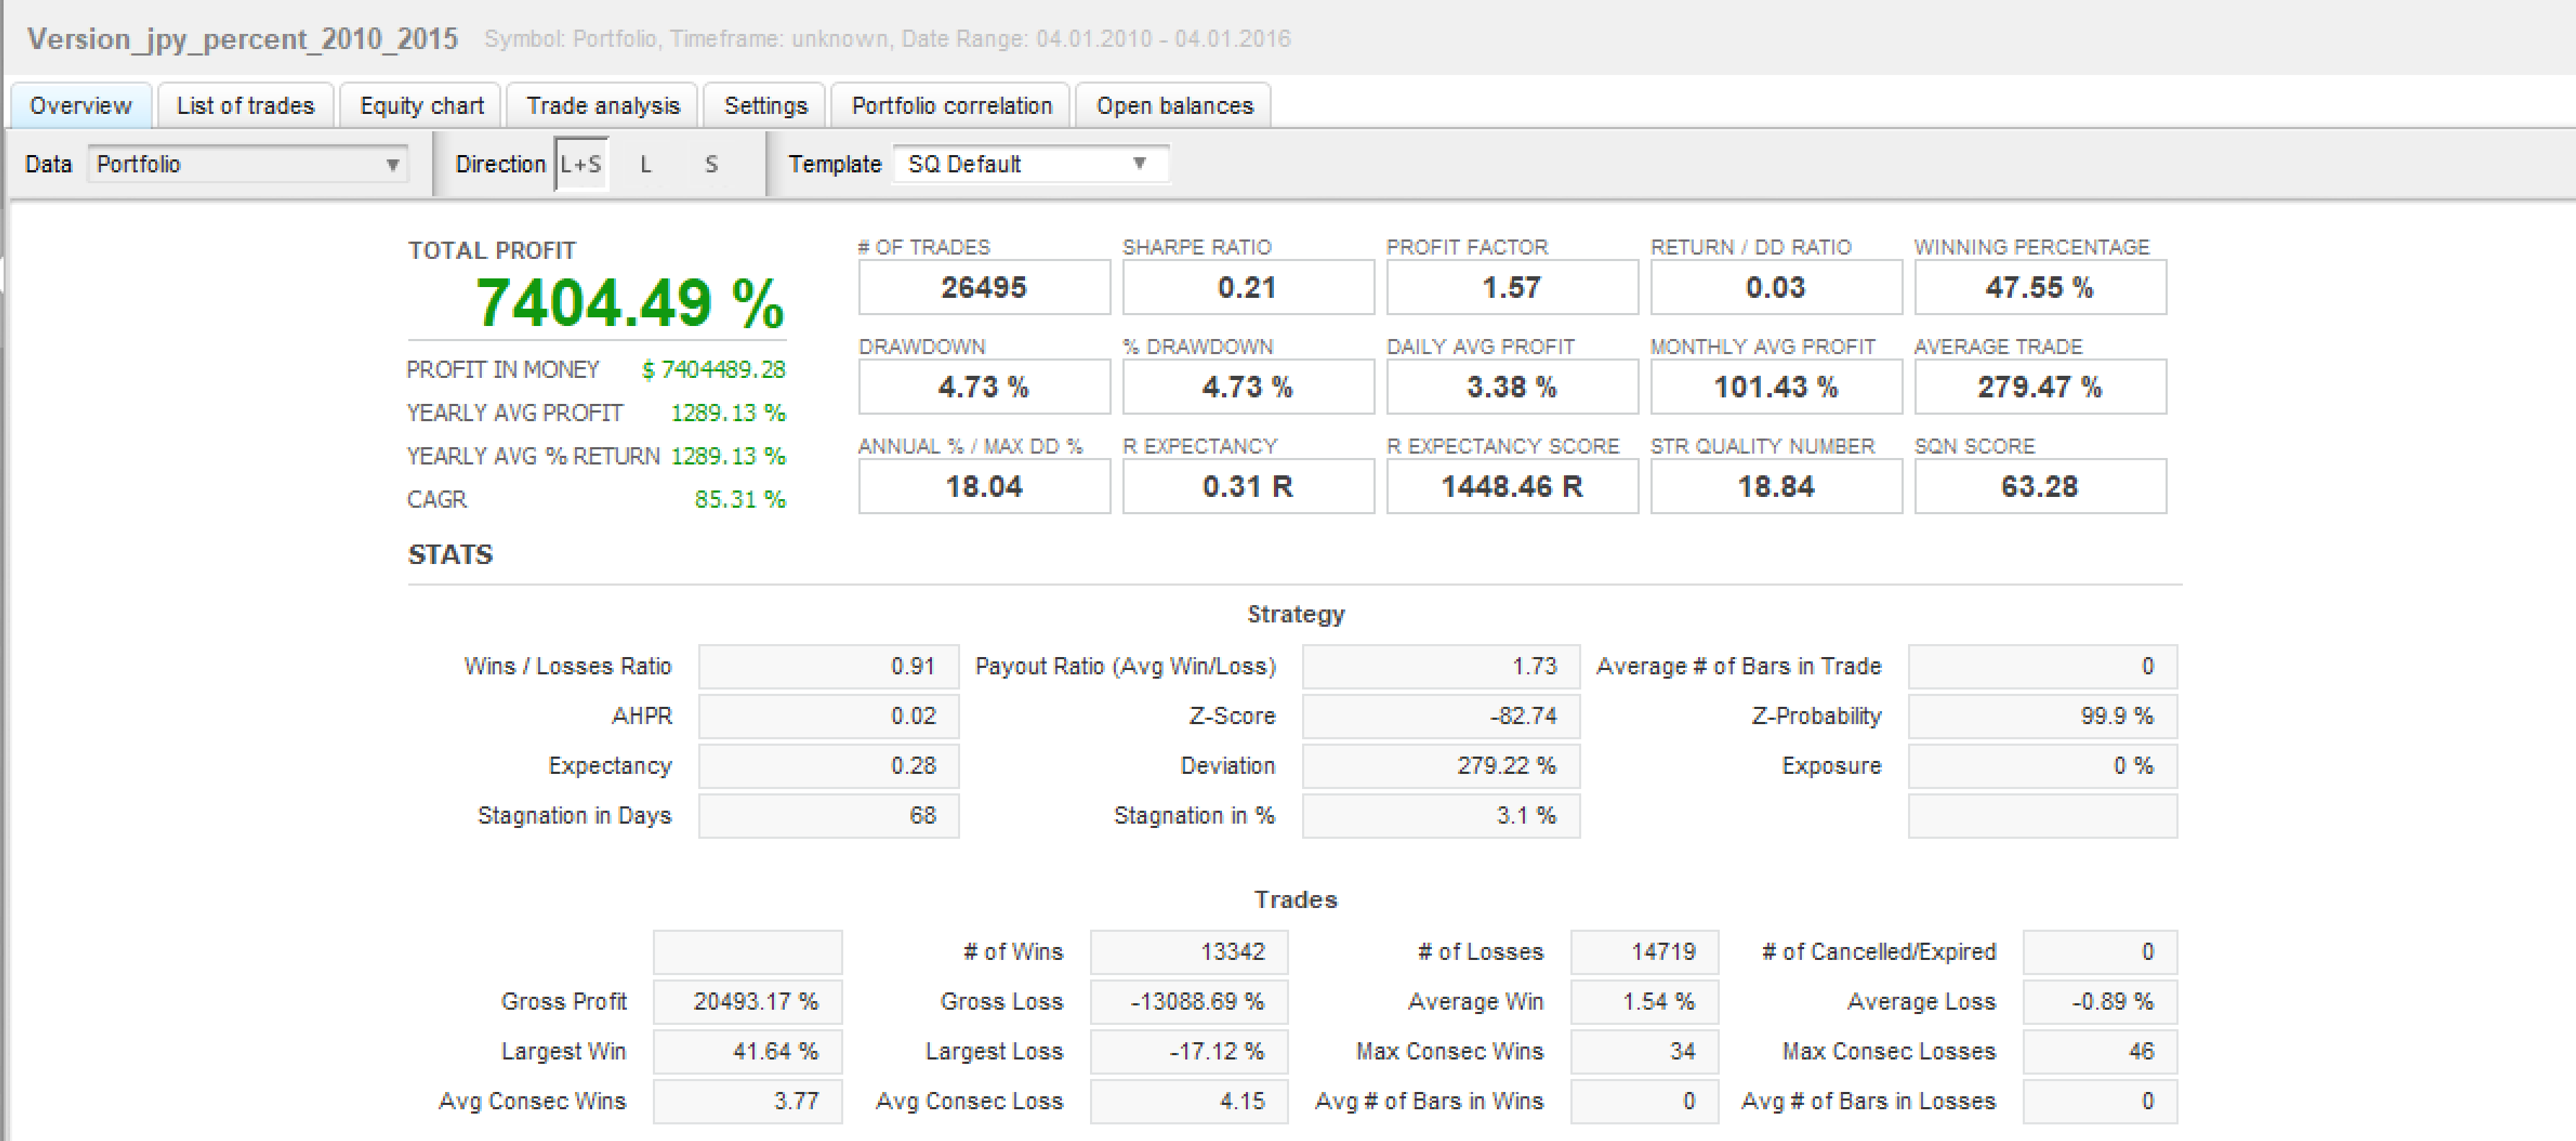 Version_jpy_percent_2010_2015 Symbol: Portfolio, Timeframe: unknown, Date Range: 04.01.2010 - 04.01.2016
Overview List of trades Equity chart Trade analysis Settings Portfolio correlation Open balances
Data Portfolio Direction L+S L S Template SQ Default
TOTAL PROFIT
7404.49 %
PROFIT IN MONEY $ 7404489.28
YEARLY AVG PROFIT 1289.13 %
YEARLY AVG % RETURN 1289.13 %
CAGR 85.31 %
# OF TRADES SHARPE RATIO PROFIT FACTOR RETURN / DD RATIO WINNING PERCENTAGE
26495 0.21 1.57 0.03 47.55 %
DRAWDOWN % DRAWDOWN DAILY AVG PROFIT MONTHLY AVG PROFIT AVERAGE TRADE
4.73 % 4.73 % 3.38 % 101.43 % 279.47 %
ANNUAL % / MAX DD % R EXPECTANCY R EXPECTANCY SCORE STR QUALITY NUMBER SQN SCORE
18.04 0.31 R 1448.46 R 18.84 63.28
STATS
Strategy
Wins / Losses Ratio 0.91 Payout Ratio (Avg Win/Loss) 1.73 Average # of Bars in Trade 0
AHPR 0.02 Z-Score -82.74 Z-Probability 99.9 %
Expectancy 0.28 Deviation 279.22 % Exposure 0 %
Stagnation in Days 68 Stagnation in % 3.1 %
Trades
# of Wins 13342 # of Losses 14719 # of Cancelled/Expired 0
Gross Profit 20493.17 % Gross Loss -13088.69 % Average Win 1.54 % Average Loss -0.89 %
Largest Win 41.64 % Largest Loss -17.12 % Max Consec Wins 34 Max Consec Losses 46
Avg Consec Wins 3.77 Avg Consec Loss 4.15 Avg # of Bars in Wins 0 Avg # of Bars in Losses 0